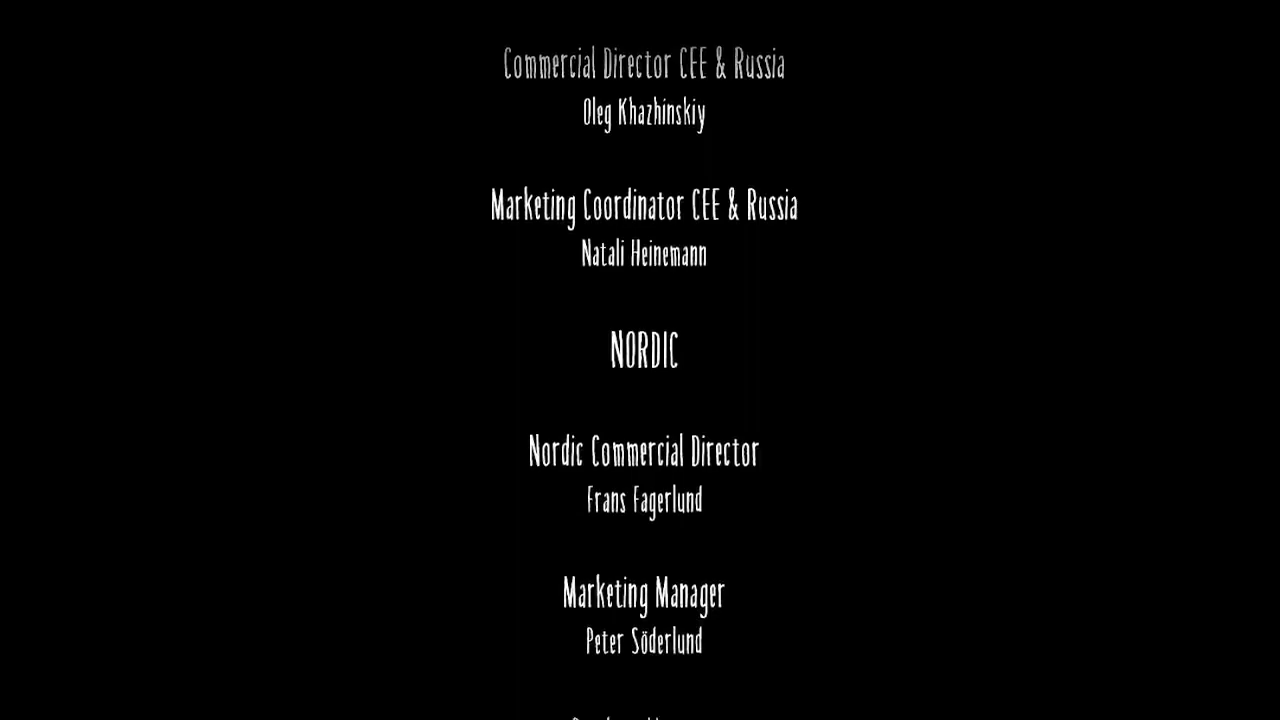 Commercial Director CEE & Russia
Oleg Khazhinskiy
Marketing Coordinator CEE & Russia
Natali Heinemann
NORDIC
Nordic Commercial Director
Frans Fagerlund
Marketing Manager
Peter Söderlund